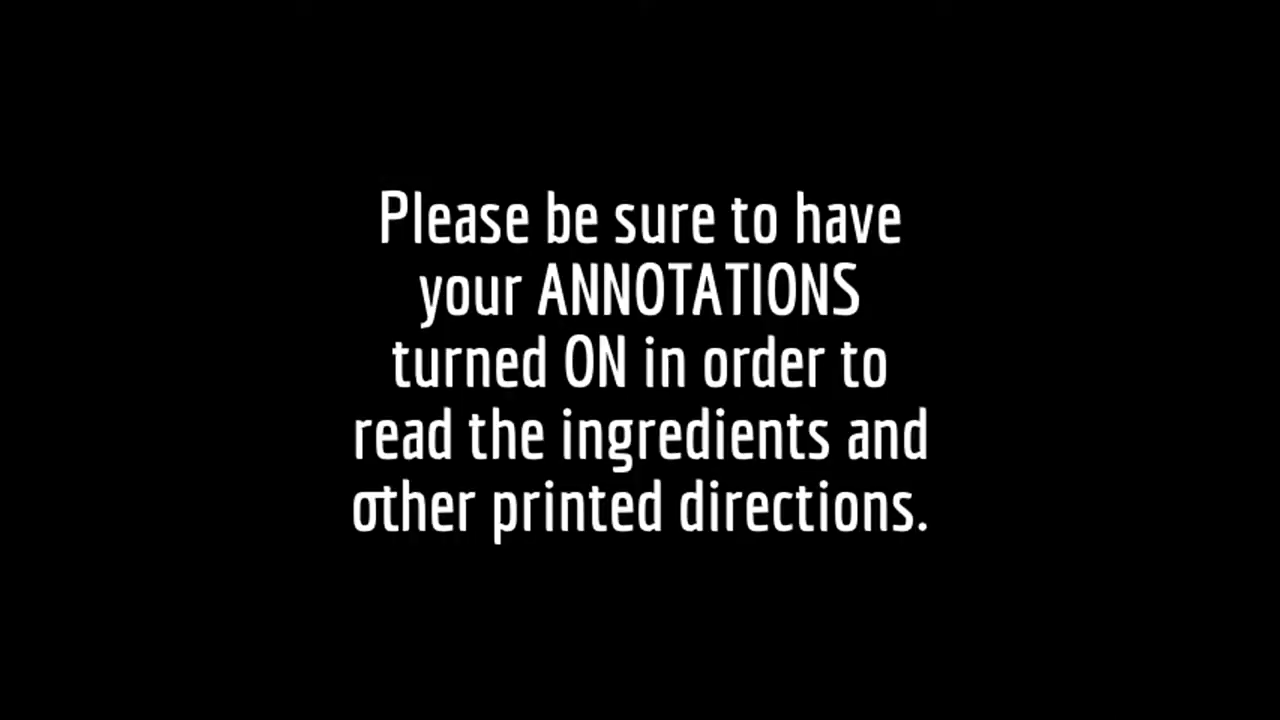 Please be sure to have
your ANNOTATIONS
turned ON in order to
read the ingredients and
other printed directions.